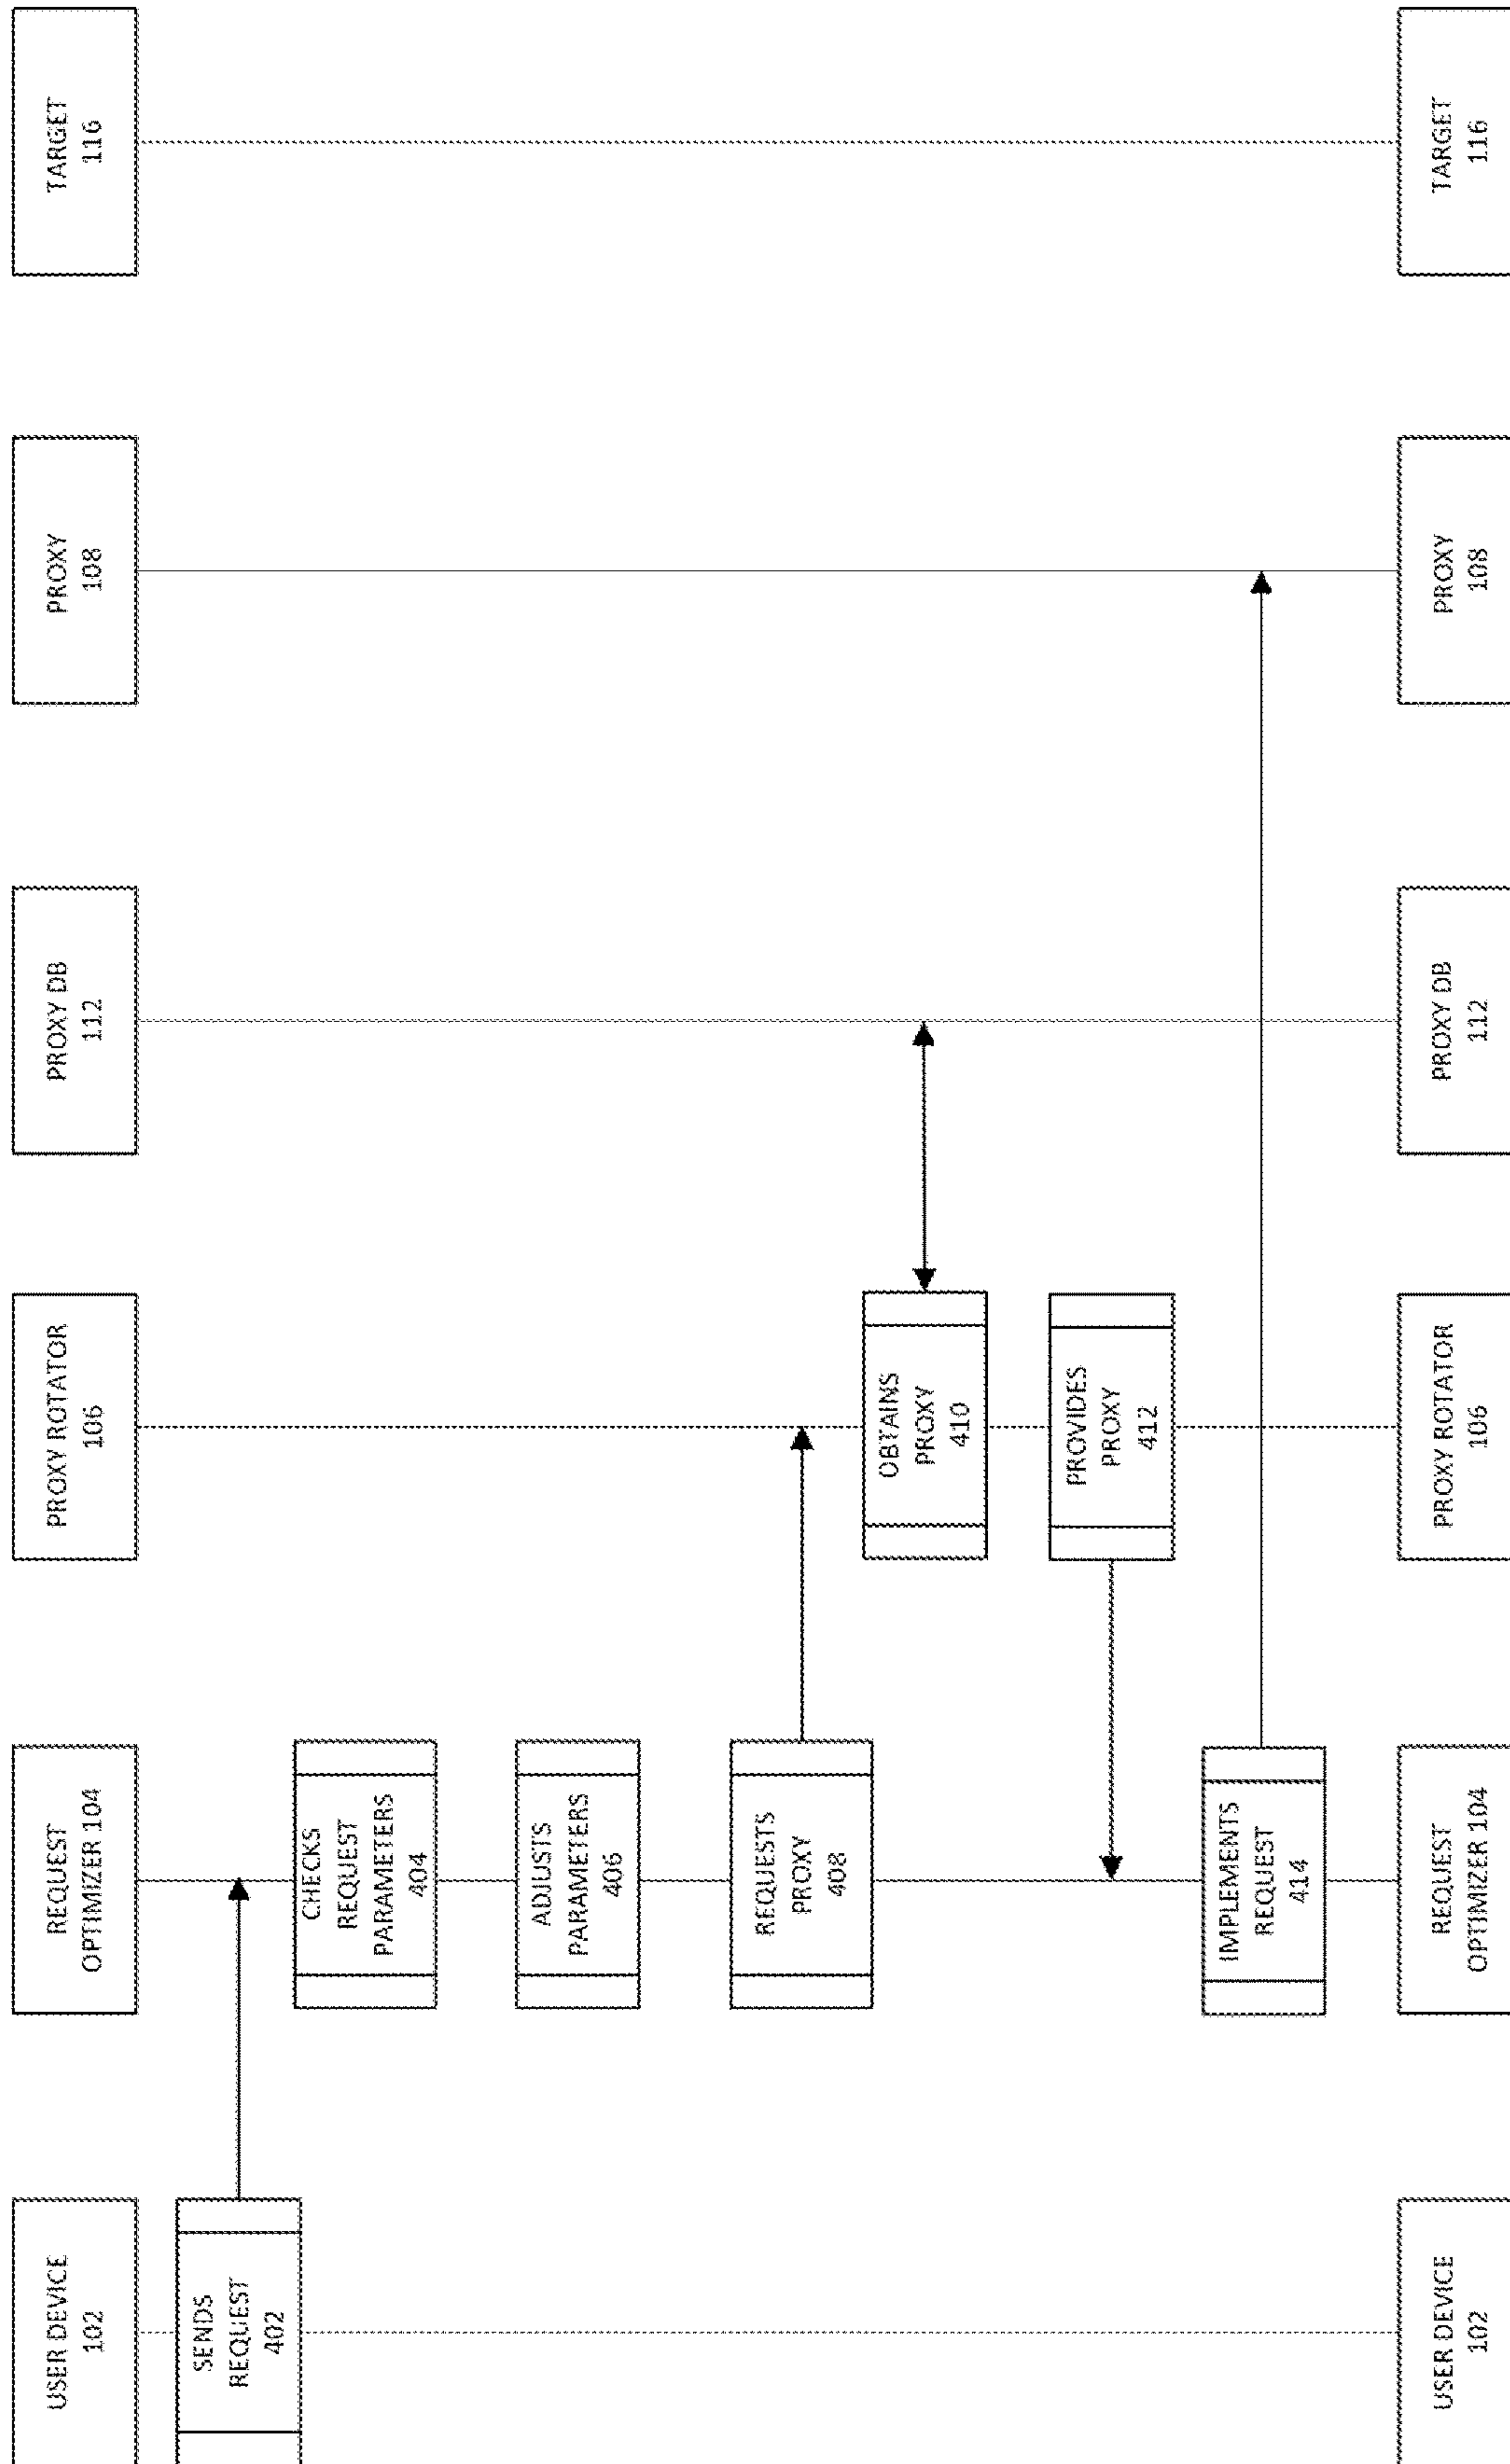 USER DEVICE
102
REQUEST
OPTIMIZER 104
PROXY ROTATOR
106
PROXY DB
112
PROXY
108
TARGET
116
SENDS
REQUEST
402
CHECKS
REQUEST
PARAMETERS
404
ADJUSTS
PARAMETERS
406
REQUESTS
PROXY
408
OBTAINS
PROXY
410
PROVIDES
PROXY
412
IMPLEMENTS
REQUEST
414
USER DEVICE
102
REQUEST
OPTIMIZER 104
PROXY ROTATOR
106
PROXY DB
112
PROXY
108
TARGET
116